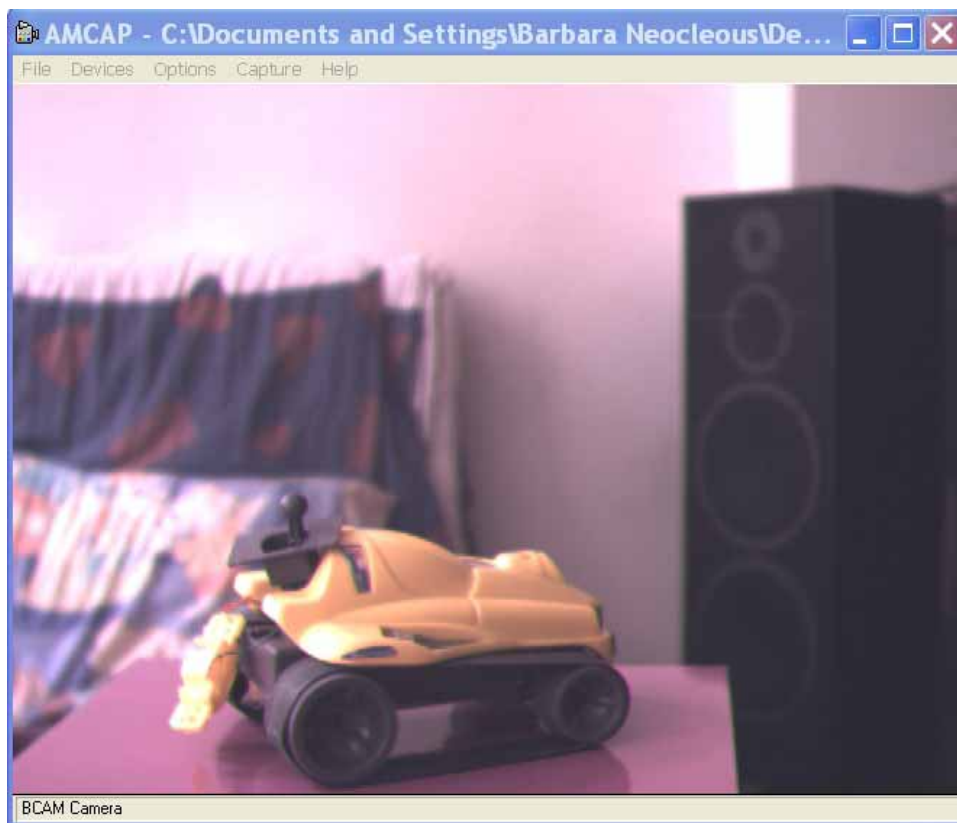 AMCAP - C:\Documents and Settings\Barbara Neocleous\De...
File Devices Options Capture Help
BCAM Camera